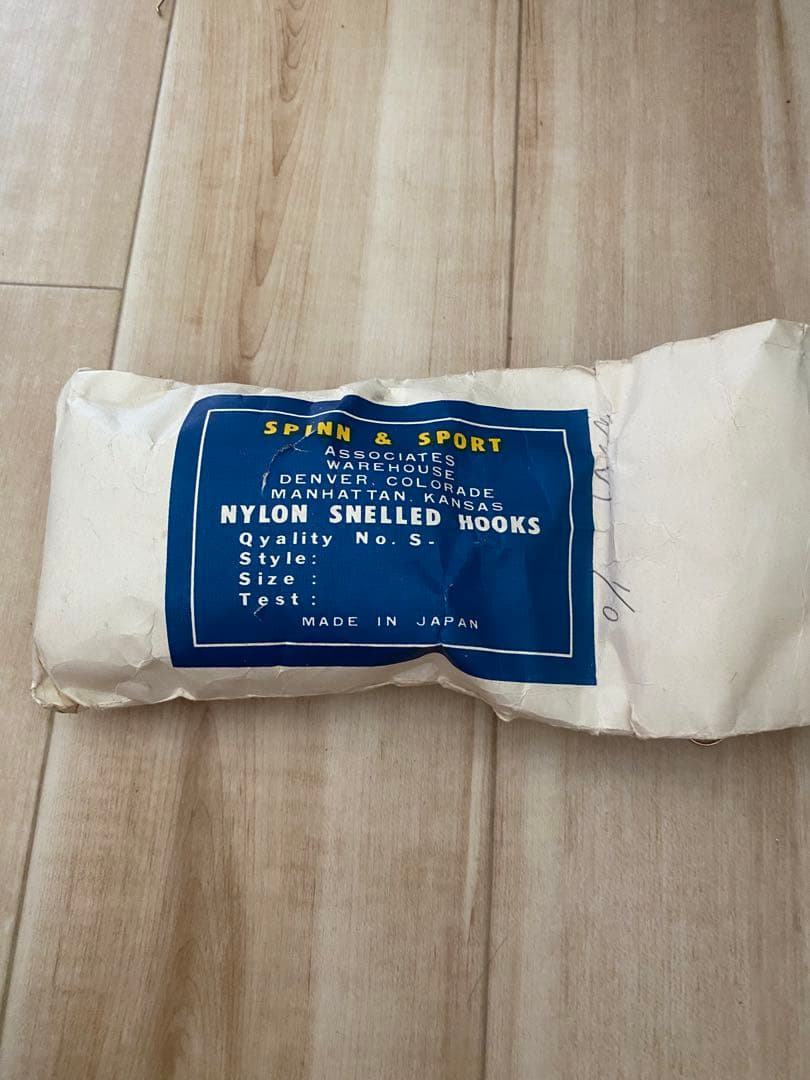 SPINN & SPORT
ASSOCIATES
WAREHOUSE
DENVER, COLORADE
MANHATTAN, KANSAS
NYLON SNELLED HOOKS
Qyality No. S-
Style:
Size :
Test :
MADE IN JAPAN